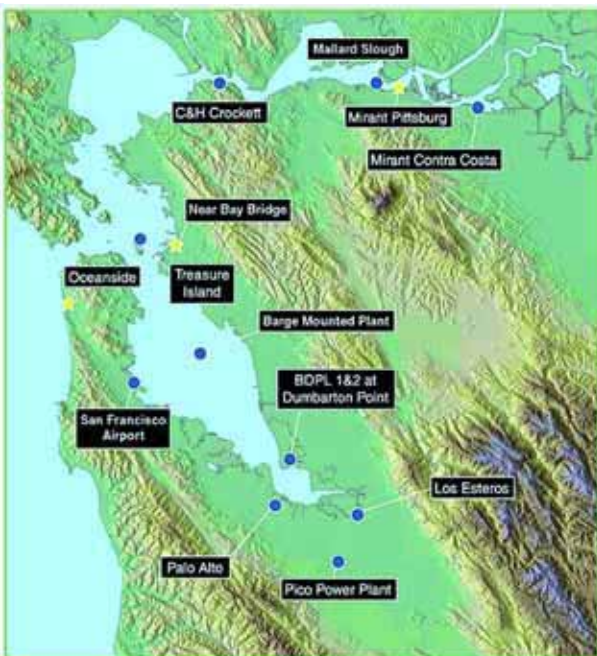 Mallard Slough
C&H Crockett
Mirant Pittsburg
Mirant Contra Costa
Near Bay Bridge
Oceanside
Treasure
Island
Barge Mounted Plant
BDPL 1&2 at
Dumbarton Point
San Francisco
Airport
Los Esteros
Palo Alto
Pico Power Plant